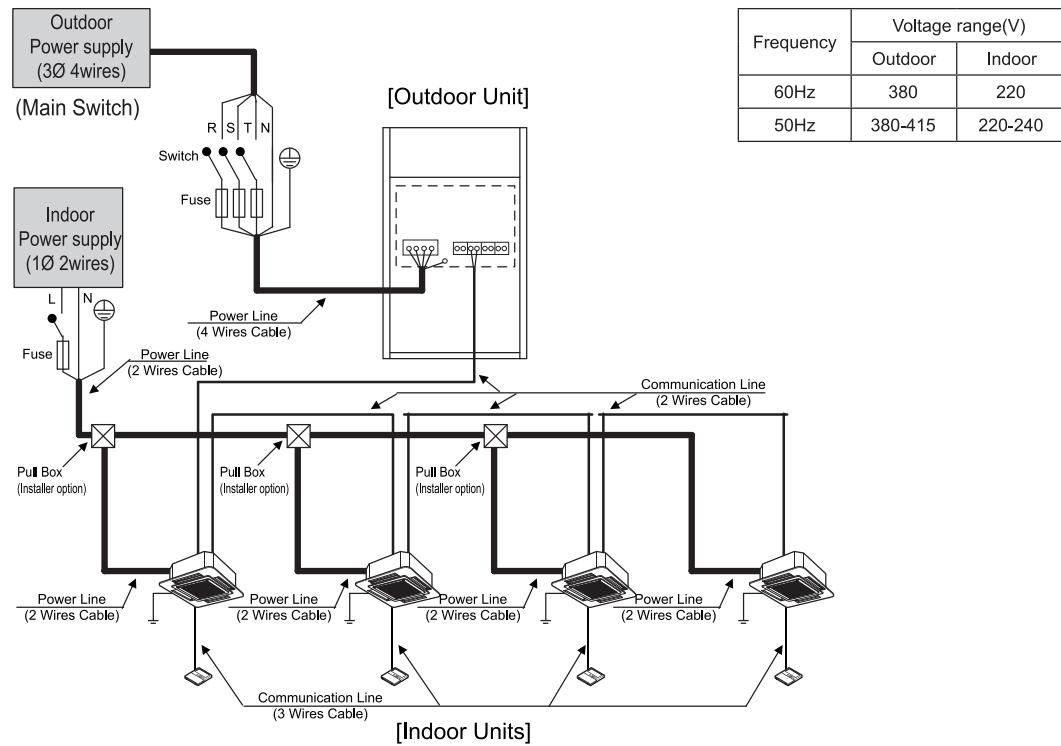 Outdoor
Power supply
(3Ø 4wires)
(Main Switch)
R S T N
Switch
Fuse
[Outdoor Unit]
Frequency
Voltage range(V)
Outdoor Indoor
60Hz 380 220
50Hz 380-415 220-240
Indoor
Power supply
(1Ø 2wires)
L N
Fuse
Power Line
(2 Wires Cable)
Power Line
(4 Wires Cable)
Communication Line
(2 Wires Cable)
Pull Box
(Installer option)
Pull Box
(Installer option)
Pull Box
(Installer option)
Power Line
(2 Wires Cable)
Power Line
(2 Wires Cable)
Power Line
(2 Wires Cable)
Power Line
(2 Wires Cable)
Communication Line
(3 Wires Cable)
[Indoor Units]